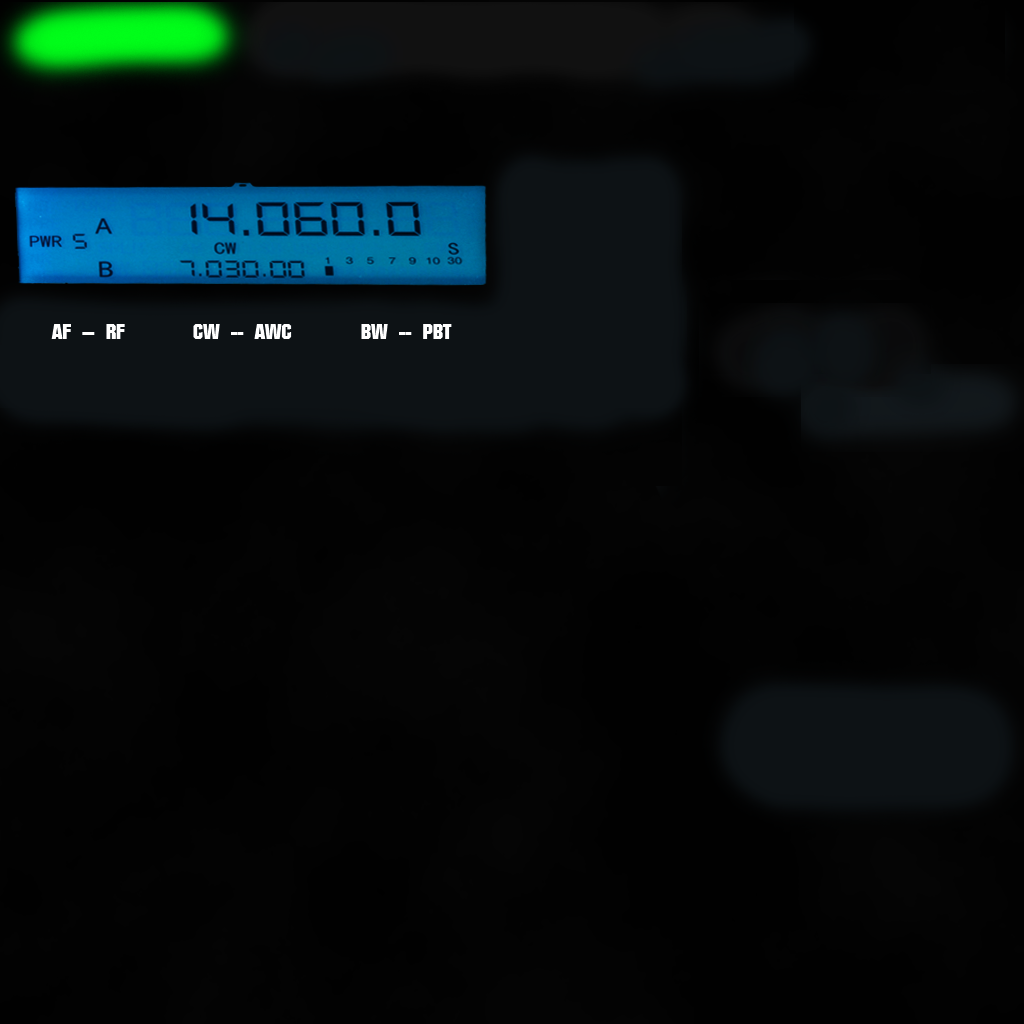 A 14.060.0
PWR 5
CW S
1 3 5 7 9 10 30
B 7.030.00
AF -- RF CW -- AWC BW -- PBT